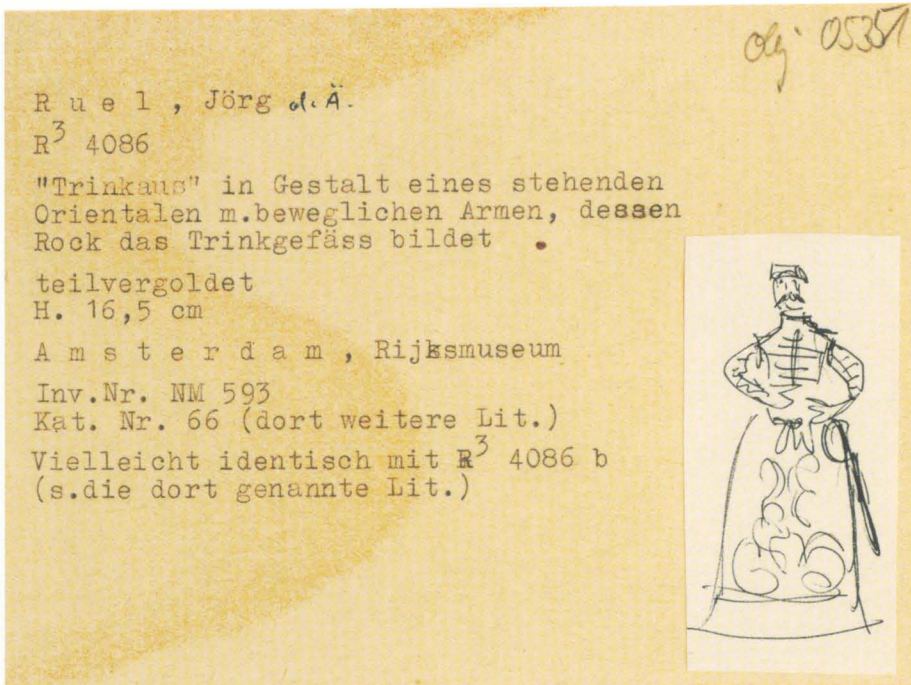 obj 05351
Ruel, Jörg d. Ä.
R³ 4086
"Trinkaus" in Gestalt eines stehenden
Orientalen m.beweglichen Armen, dessen
Rock das Trinkgefäss bildet .
teilvergoldet
H. 16,5 cm
Amsterdam, Rijksmuseum
Inv.Nr. NM 593
Kat. Nr. 66 (dort weitere Lit.)
Vielleicht identisch mit R³ 4086 b
(s.die dort genannte Lit.)